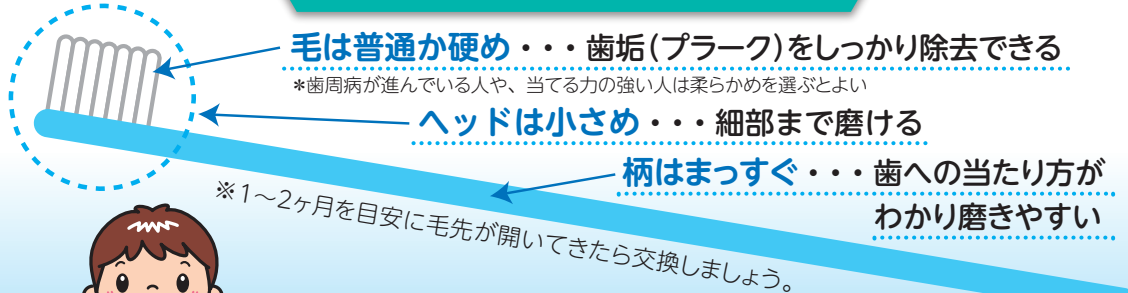 毛は普通か硬め・・・歯垢(プラーク)をしっかり除去できる
*歯周病が進んでいる人や、当てる力の強い人は柔らかめを選ぶとよい
ヘッドは小さめ・・・細部まで磨ける
柄はまっすぐ・・・歯への当たり方が
わかり磨きやすい
※1〜2ヶ月を目安に毛先が開いてきたら交換しましょう。